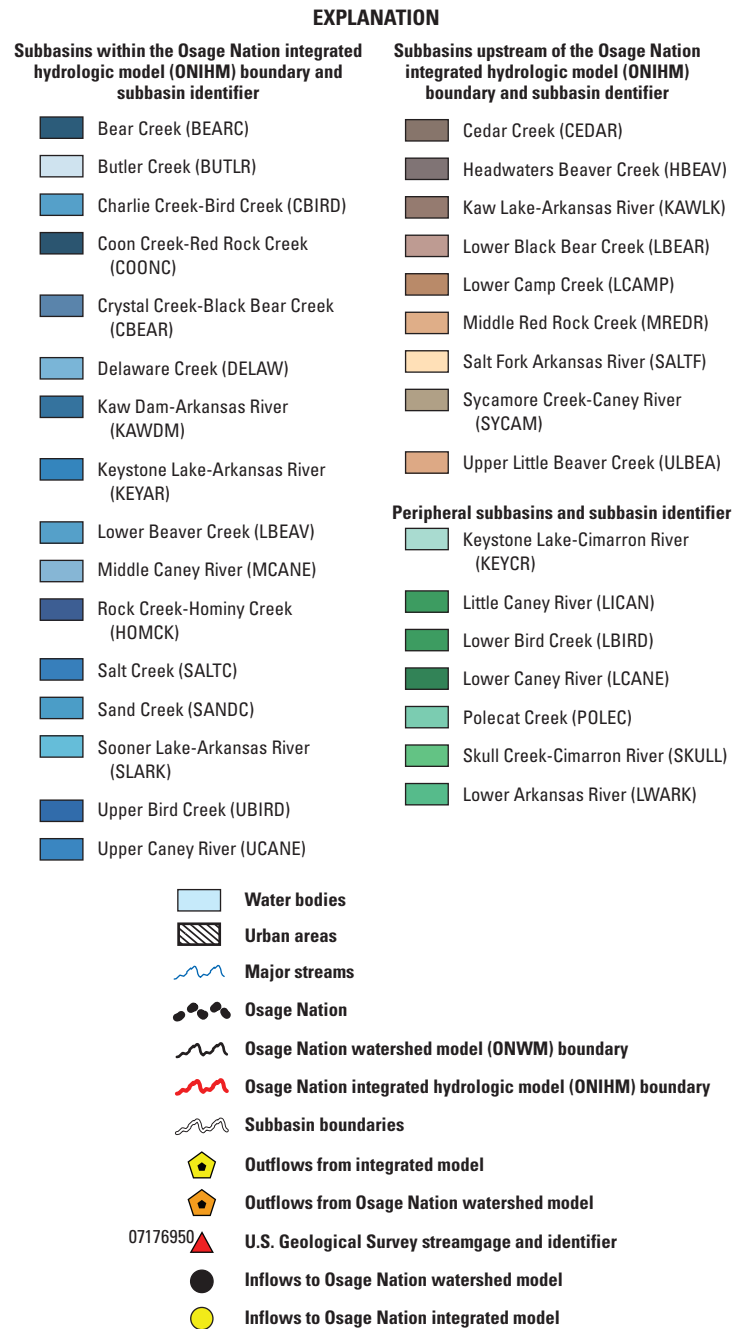 EXPLANATION
Subbasins within the Osage Nation integrated
hydrologic model (ONIHM) boundary and
subbasin identifier
Bear Creek (BEARC)
Butler Creek (BUTLR)
Charlie Creek-Bird Creek (CBIRD)
Coon Creek-Red Rock Creek
(COONC)
Crystal Creek-Black Bear Creek
(CBEAR)
Delaware Creek (DELAW)
Kaw Dam-Arkansas River
(KAWDM)
Keystone Lake-Arkansas River
(KEYAR)
Lower Beaver Creek (LBEAV)
Middle Caney River (MCANE)
Rock Creek-Hominy Creek
(HOMCK)
Salt Creek (SALTC)
Sand Creek (SANDC)
Sooner Lake-Arkansas River
(SLARK)
Upper Bird Creek (UBIRD)
Upper Caney River (UCANE)
Subbasins upstream of the Osage Nation
integrated hydrologic model (ONIHM)
boundary and subbasin dentifier
Cedar Creek (CEDAR)
Headwaters Beaver Creek (HBEAV)
Kaw Lake-Arkansas River (KAWLK)
Lower Black Bear Creek (LBEAR)
Lower Camp Creek (LCAMP)
Middle Red Rock Creek (MREDR)
Salt Fork Arkansas River (SALTF)
Sycamore Creek-Caney River
(SYCAM)
Upper Little Beaver Creek (ULBEA)
Peripheral subbasins and subbasin identifier
Keystone Lake-Cimarron River
(KEYCR)
Little Caney River (LICAN)
Lower Bird Creek (LBIRD)
Lower Caney River (LCANE)
Polecat Creek (POLEC)
Skull Creek-Cimarron River (SKULL)
Lower Arkansas River (LWARK)
Water bodies
Urban areas
Major streams
Osage Nation
Osage Nation watershed model (ONWM) boundary
Osage Nation integrated hydrologic model (ONIHM) boundary
Subbasin boundaries
Outflows from integrated model
Outflows from Osage Nation watershed model
07176950 U.S. Geological Survey streamgage and identifier
Inflows to Osage Nation watershed model
Inflows to Osage Nation integrated model